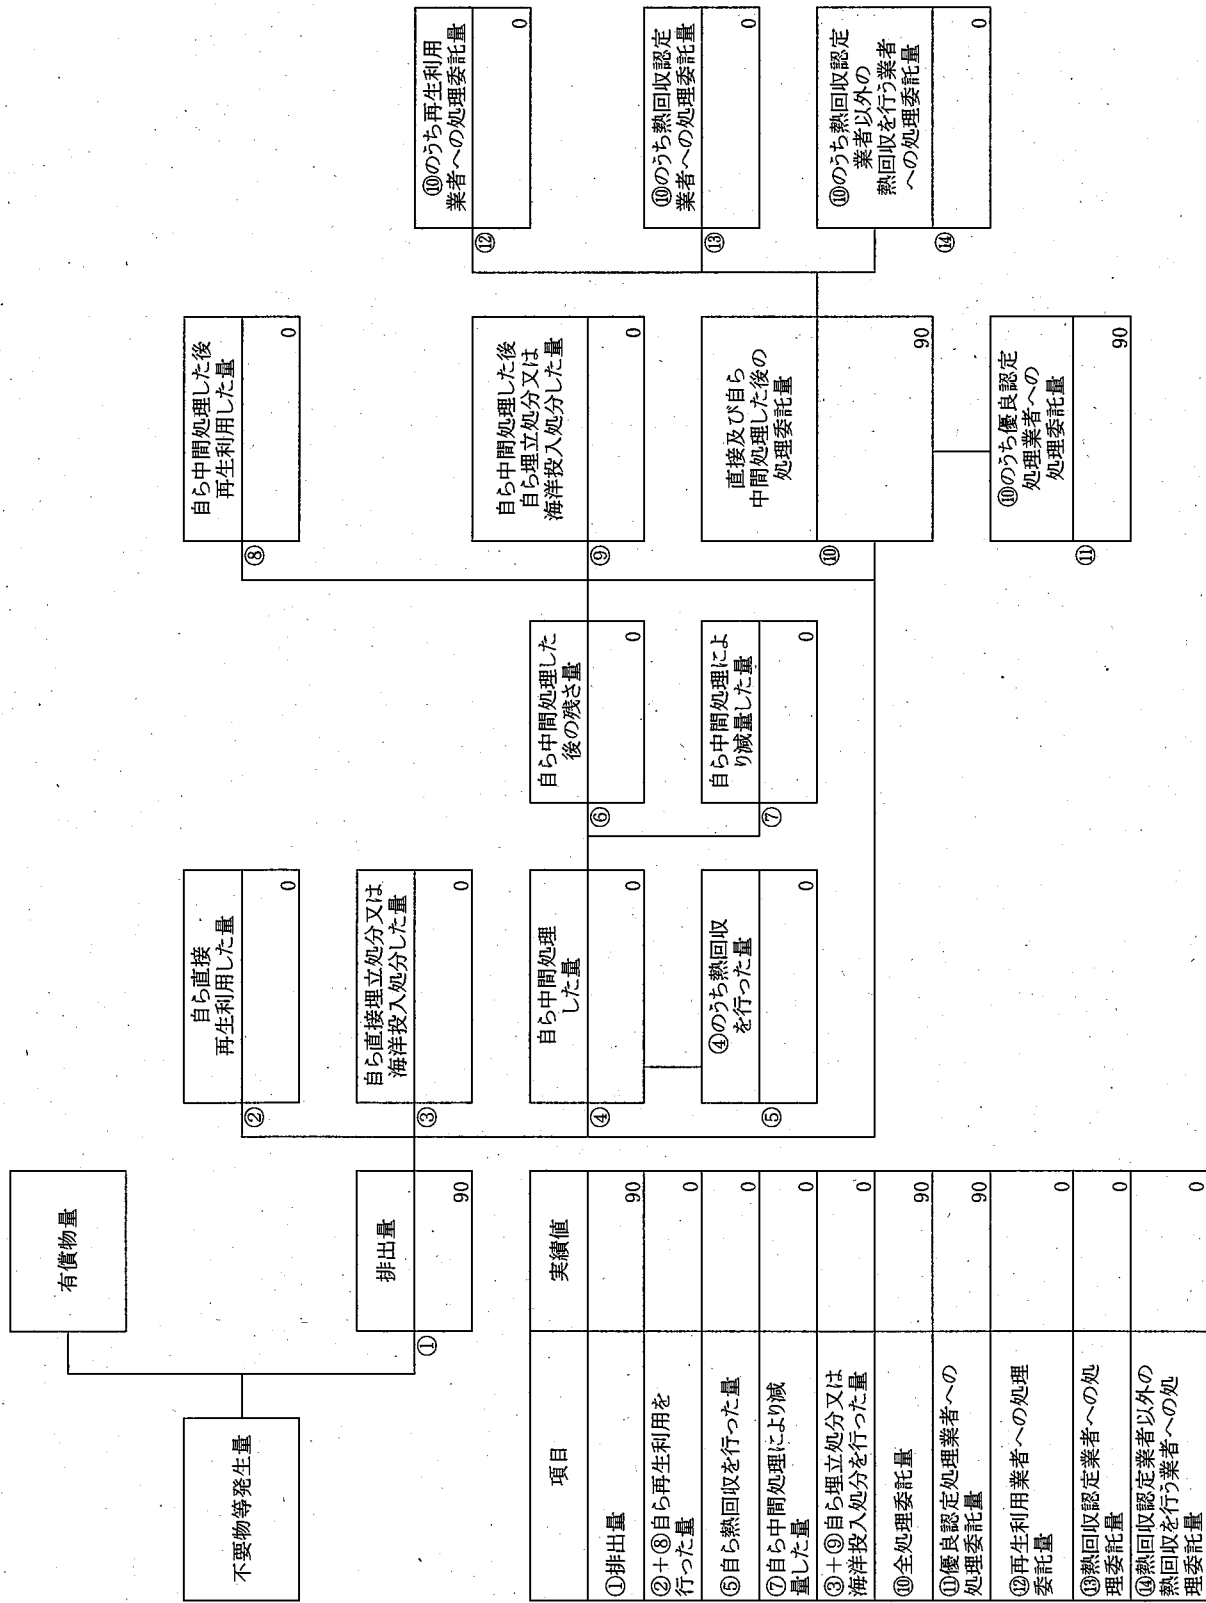 不要物等発生量
有償物量
排出量
①
90
自ら直接
再生利用した量
②
0
自ら直接埋立処分又は
海洋投入処分した量
③
0
自ら中間処理
した量
④
0
④のうち熱回収
を行った量
⑤
0
自ら中間処理した
後の残さ量
⑥
0
自ら中間処理によ
り減量した量
⑦
0
自ら中間処理した後
再生利用した量
⑧
0
自ら中間処理した後
自ら埋立処分又は
海洋投入処分した量
⑨
0
直接及び自ら
中間処理した後の
処理委託量
⑩
90
⑩のうち優良認定
処理業者への
処理委託量
⑪
90
⑩のうち再生利用
業者への処理委託量
⑫
0
⑩のうち熱回収認定
業者への処理委託量
⑬
0
⑩のうち熱回収認定
業者以外の
熱回収を行う業者
への処理委託量
⑭
0
項目
実績値
①排出量
90
②+⑧自ら再生利用を
行った量
0
⑤自ら熱回収を行った量
0
⑦自ら中間処理により減
量した量
0
③+⑨自ら埋立処分又は
海洋投入処分を行った量
0
⑩全処理委託量
90
⑪優良認定処理業者への
処理委託量
90
⑫再生利用業者への処理
委託量
0
⑬熱回収認定業者への処
理委託量
0
⑭熱回収認定業者以外の
熱回収を行う業者への処
理委託量
0